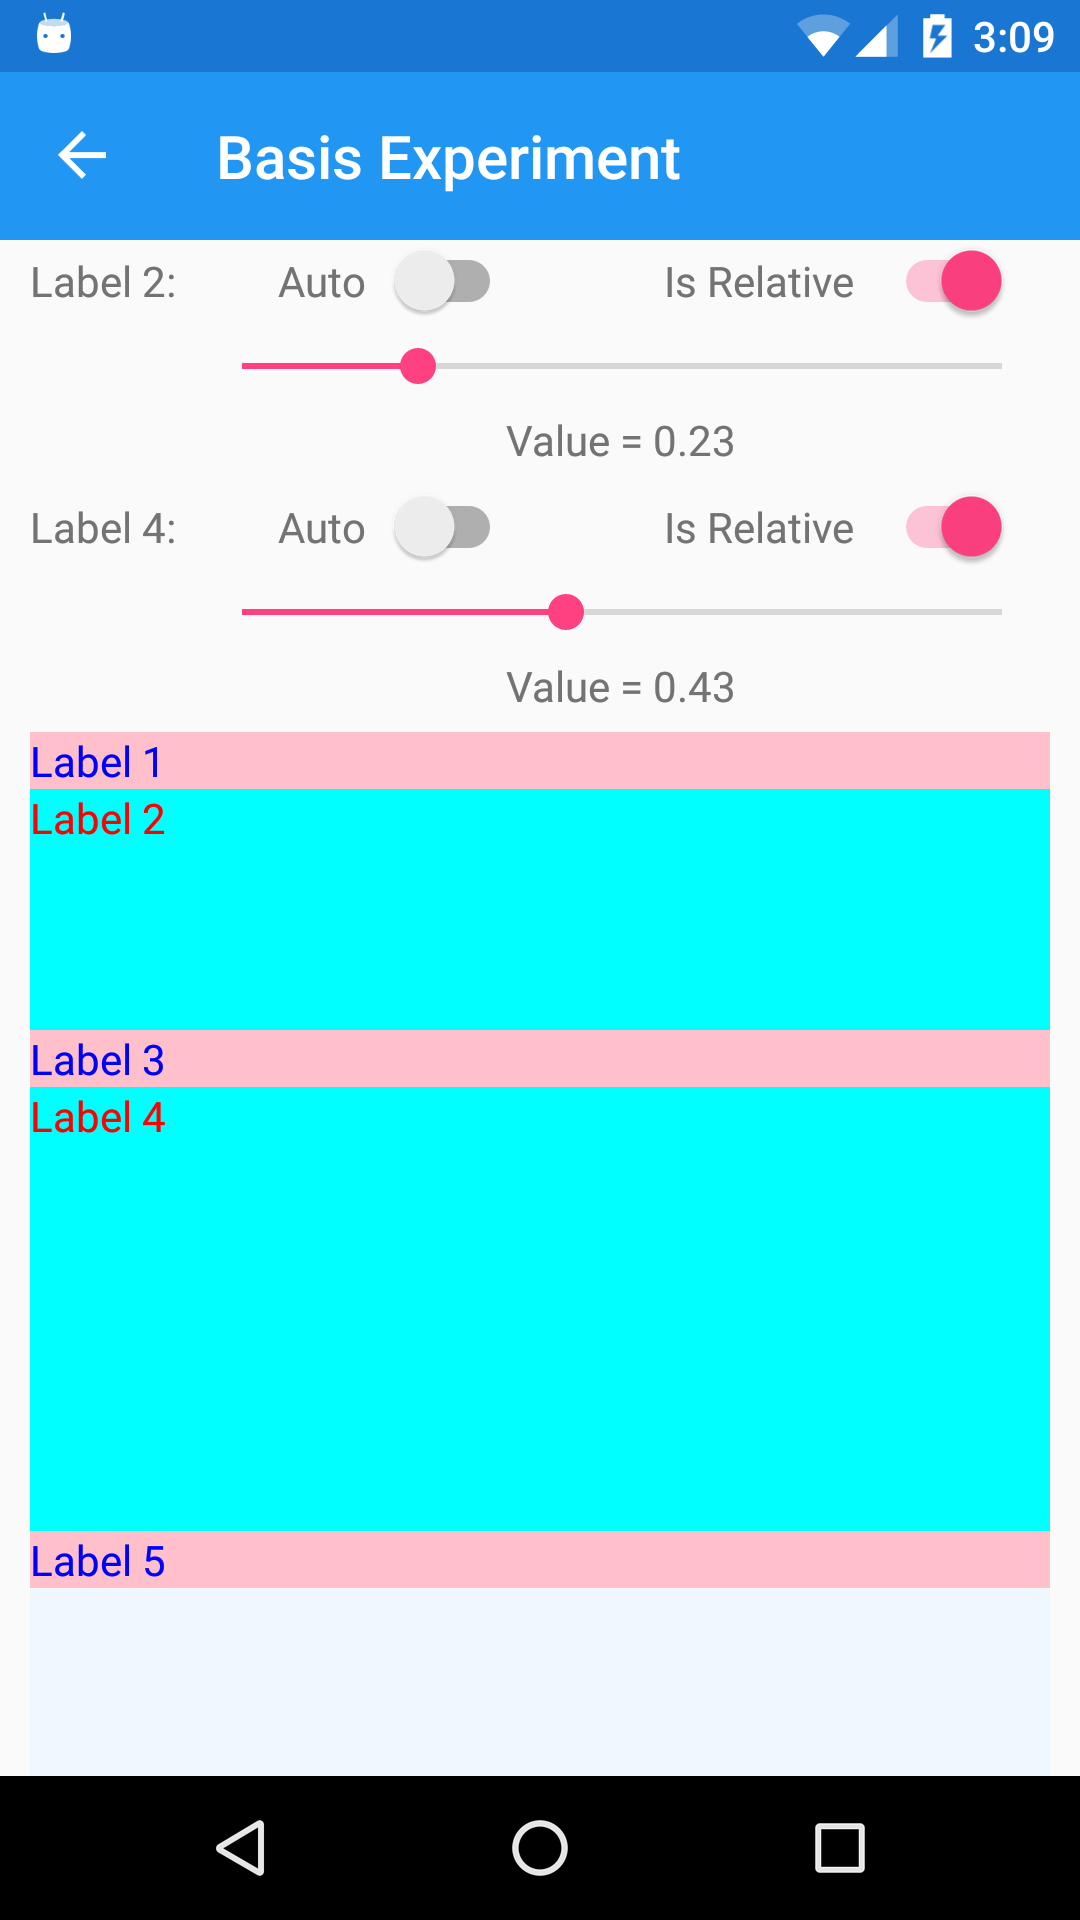 3:09
Basis Experiment
Label 2: Auto Is Relative
Value = 0.23
Label 4: Auto Is Relative
Value = 0.43
Label 1
Label 2
Label 3
Label 4
Label 5